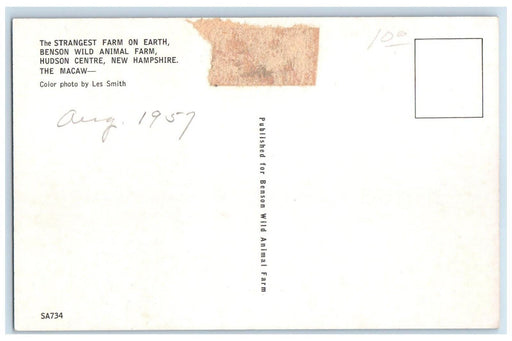 The STRANGEST FARM ON EARTH,
BENSON WILD ANIMAL FARM,
HUDSON CENTRE, NEW HAMPSHIRE.
THE MACAW—
Color photo by Les Smith
10 00
Aug. 1957
Published for Benson Wild Animal Farm
SA734